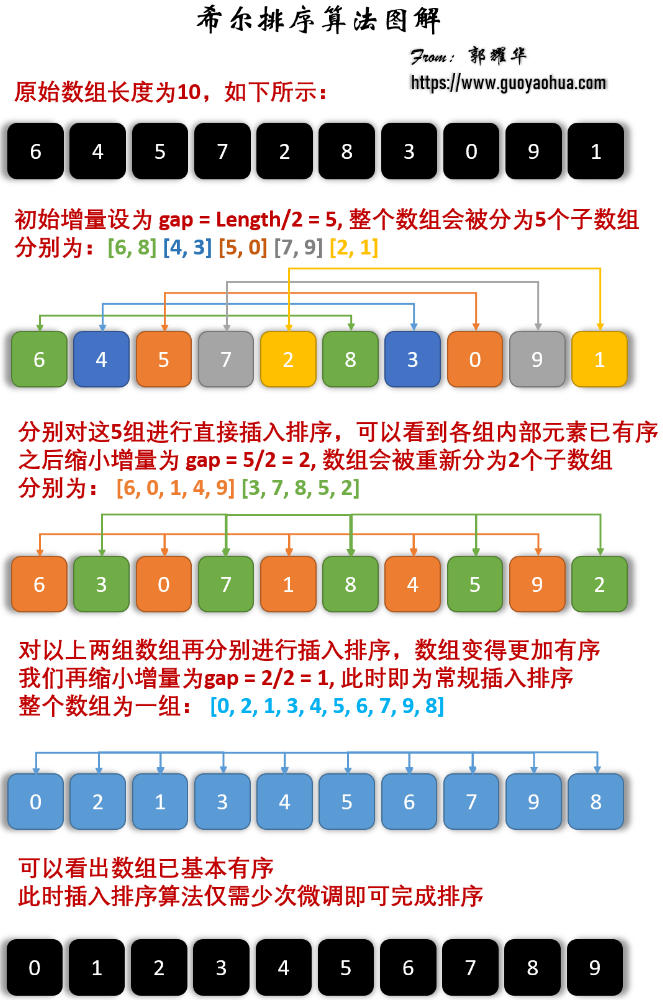 希尔排序算法图解
From: 郭耀华
https://www.guoyaohua.com
原始数组长度为10，如下所示：
6 4 5 7 2 8 3 0 9 1
初始增量设为 gap = Length/2 = 5, 整个数组会被分为5个子数组
分别为：[6, 8] [4, 3] [5, 0] [7, 9] [2, 1]
6 4 5 7 2 8 3 0 9 1
分别对这5组进行直接插入排序，可以看到各组内部元素已有序
之后缩小增量为 gap = 5/2 = 2, 数组会被重新分为2个子数组
分别为： [6, 0, 1, 4, 9] [3, 7, 8, 5, 2]
6 3 0 7 1 8 4 5 9 2
对以上两组数组再分别进行插入排序，数组变得更加有序
我们再缩小增量为gap = 2/2 = 1, 此时即为常规插入排序
整个数组为一组： [0, 2, 1, 3, 4, 5, 6, 7, 9, 8]
0 2 1 3 4 5 6 7 9 8
可以看出数组已基本有序
此时插入排序算法仅需少次微调即可完成排序
0 1 2 3 4 5 6 7 8 9